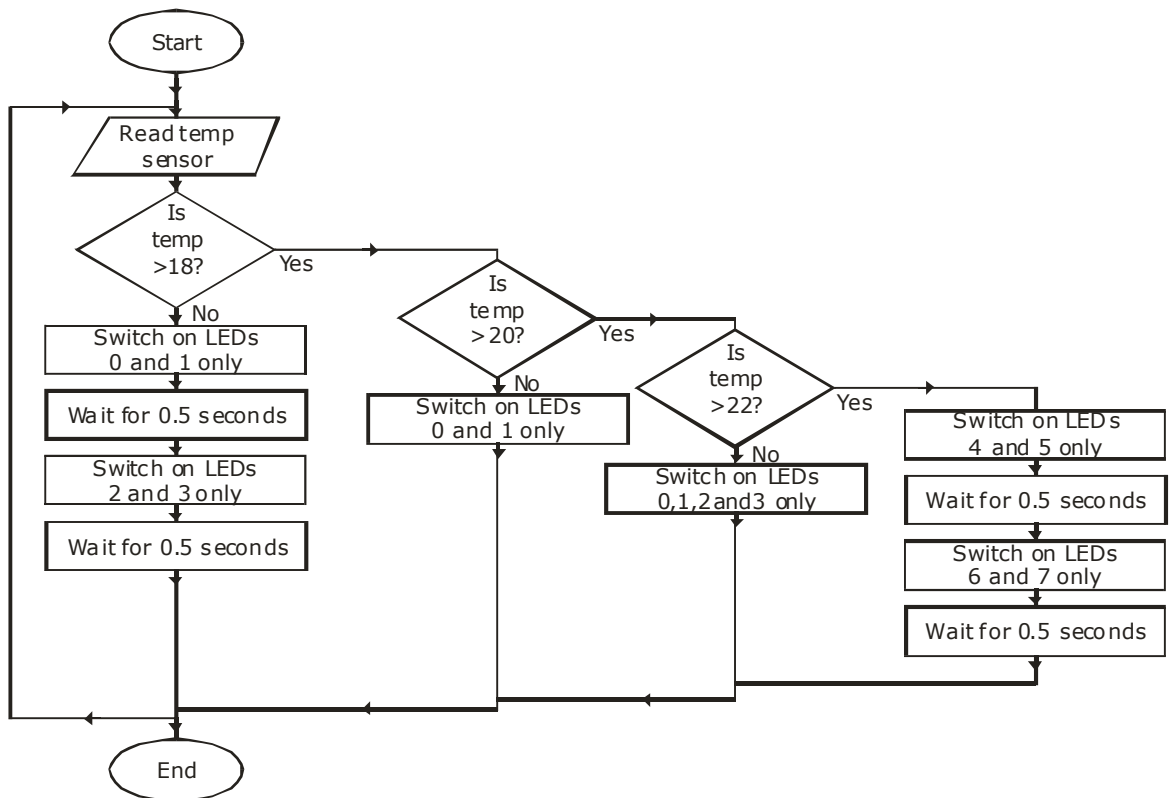 Start
Read temp
sensor
Is
temp
>18?
Yes
No
Switch on LEDs
0 and 1 only
Wait for 0.5 seconds
Switch on LEDs
2 and 3 only
Wait for 0.5 seconds
Is
temp
>20?
Yes
No
Switch on LEDs
0 and 1 only
Is
temp
>22?
Yes
No
Switch on LEDs
0,1,2and3 only
Switch on LEDs
4 and 5 only
Wait for 0.5 seconds
Switch on LEDs
6 and 7 only
Wait for 0.5 seconds
End